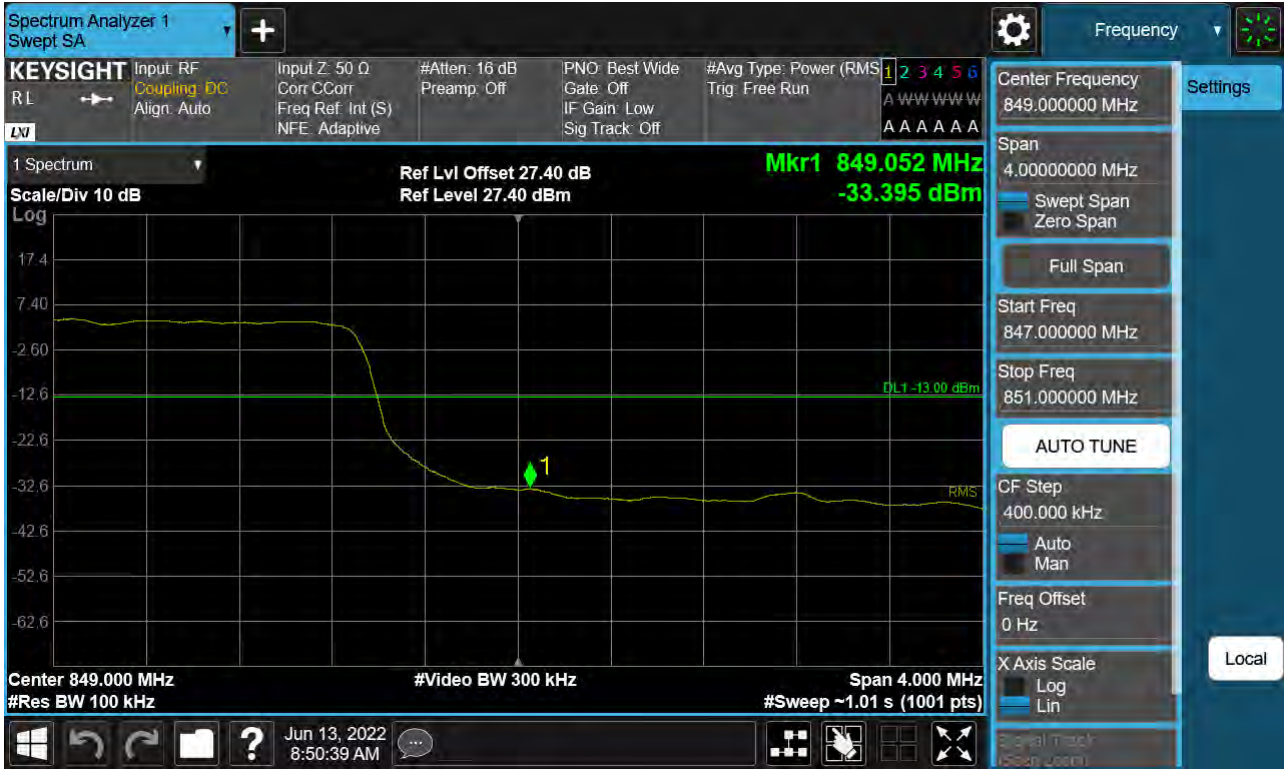 Spectrum Analyzer 1
Swept SA
+
Frequency
KEYSIGHT
RL
LXI
Input: RF
Coupling: DC
Align: Auto
Input Z: 50 Ω
Corr CCorr
Freq Ref: Int (S)
NFE: Adaptive
#Atten: 16 dB
Preamp: Off
PNO: Best Wide
Gate: Off
IF Gain: Low
Sig Track: Off
#Avg Type: Power (RMS
Trig: Free Run
1 2 3 4 5 6
A W W W W W
A A A A A A
1 Spectrum
Scale/Div 10 dB
Log
Ref Lvl Offset 27.40 dB
Ref Level 27.40 dBm
Mkr1 849.052 MHz
-33.395 dBm
17.4
7.40
-2.60
-12.6
-22.6
-32.6
-42.6
-52.6
-62.6
DL1 -13.00 dBm
1
RMS
Center 849.000 MHz
#Res BW 100 kHz
#Video BW 300 kHz
Span 4.000 MHz
#Sweep ~1.01 s (1001 pts)
Center Frequency
849.000000 MHz
Span
4.00000000 MHz
Swept Span
Zero Span
Full Span
Start Freq
847.000000 MHz
Stop Freq
851.000000 MHz
AUTO TUNE
CF Step
400.000 kHz
Auto
Man
Freq Offset
0 Hz
X Axis Scale
Log
Lin
Signal Track
(Span Zoom)
Settings
Local
?
Jun 13, 2022
8:50:39 AM